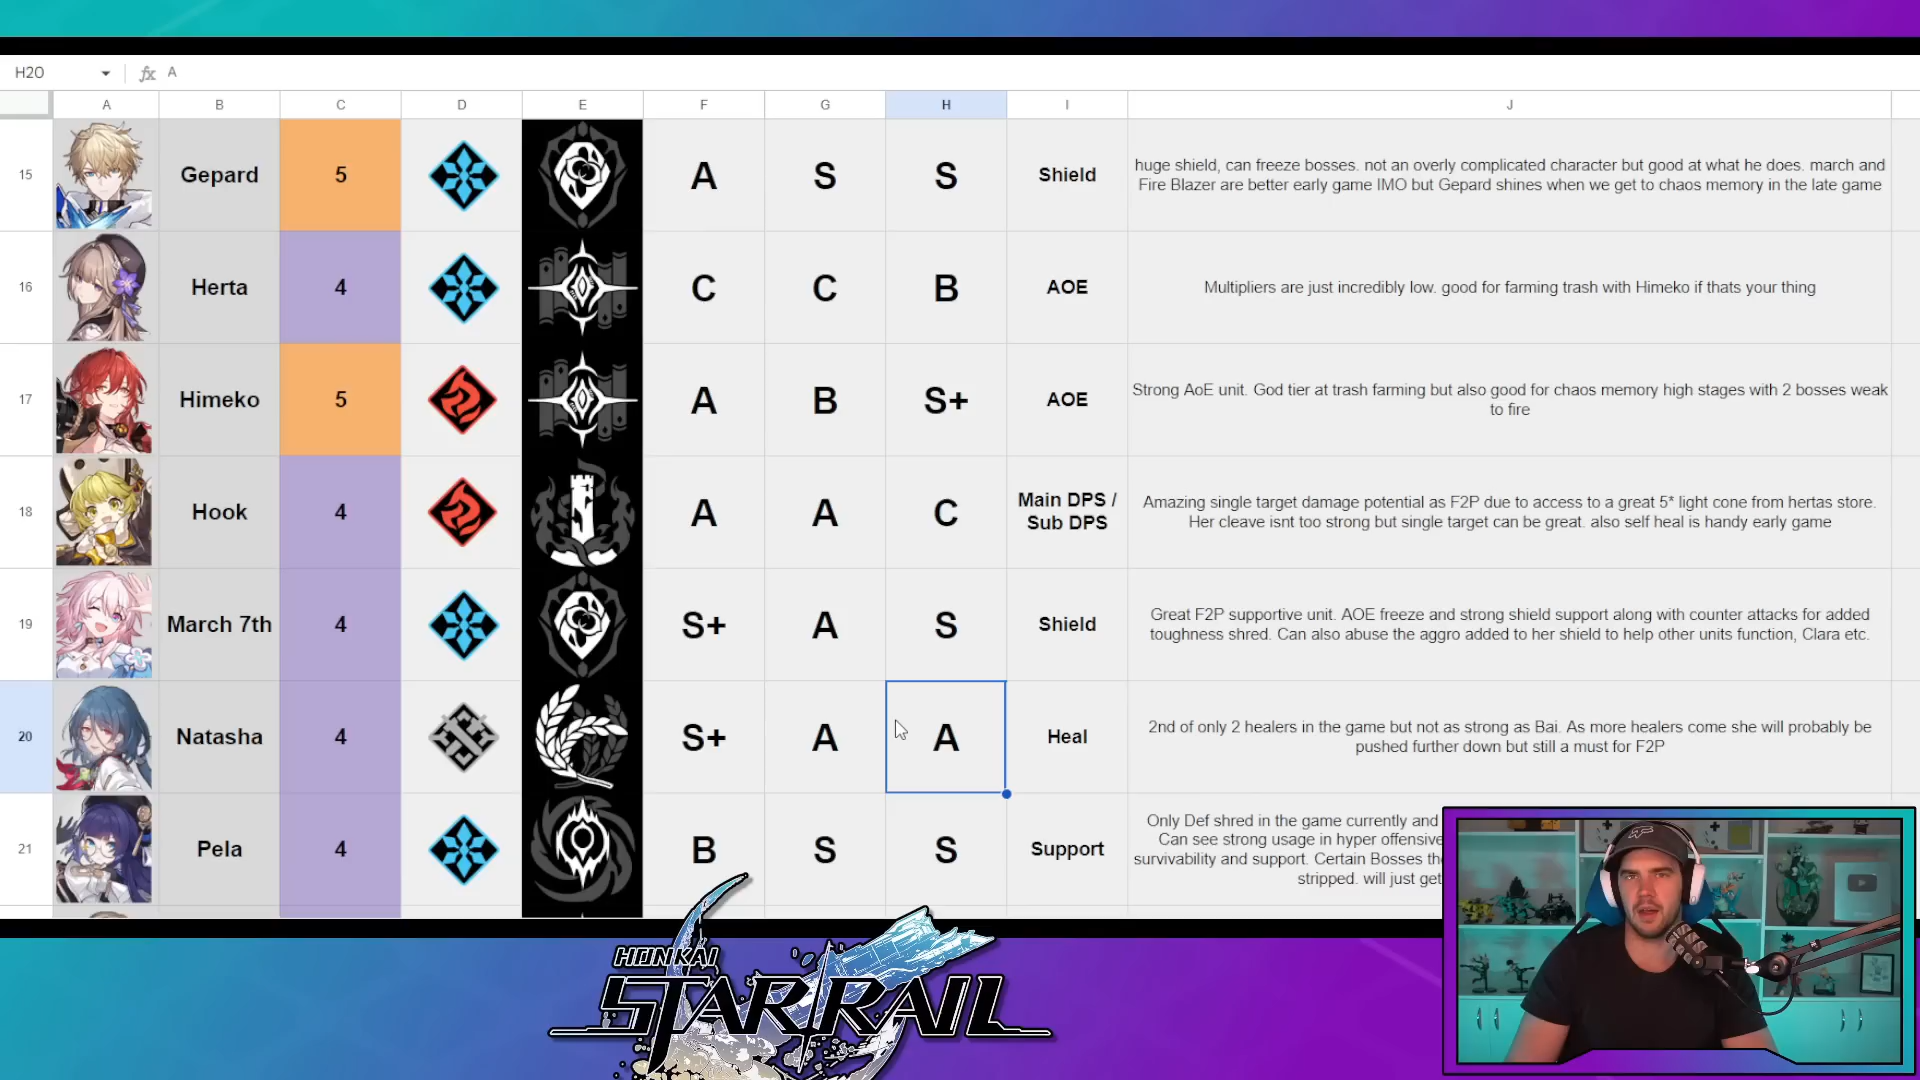 H20 fx A
A B C D E F G H I J
15 Gepard 5 A S S Shield
huge shield, can freeze bosses. not an overly complicated character but good at what he does. march and
Fire Blazer are better early game IMO but Gepard shines when we get to chaos memory in the late game
16 Herta 4 C C B AOE
Multipliers are just incredibly low. good for farming trash with Himeko if thats your thing
17 Himeko 5 A B S+ AOE
Strong AoE unit. God tier at trash farming but also good for chaos memory high stages with 2 bosses weak
to fire
18 Hook 4 A A C
Main DPS /
Sub DPS
Amazing single target damage potential as F2P due to access to a great 5* light cone from hertas store.
Her cleave isnt too strong but single target can be great. also self heal is handy early game
19 March 7th 4 S+ A S Shield
Great F2P supportive unit. AOE freeze and strong shield support along with counter attacks for added
toughness shred. Can also abuse the aggro added to her shield to help other units function, Clara etc.
20 Natasha 4 S+ A A Heal
2nd of only 2 healers in the game but not as strong as Bai. As more healers come she will probably be
pushed further down but still a must for F2P
21 Pela 4 B S S Support
Only Def shred in the game currently and
Can see strong usage in hyper offensive
survivability and support. Certain Bosses
stripped. will just get
HONKAI
STAR RAIL